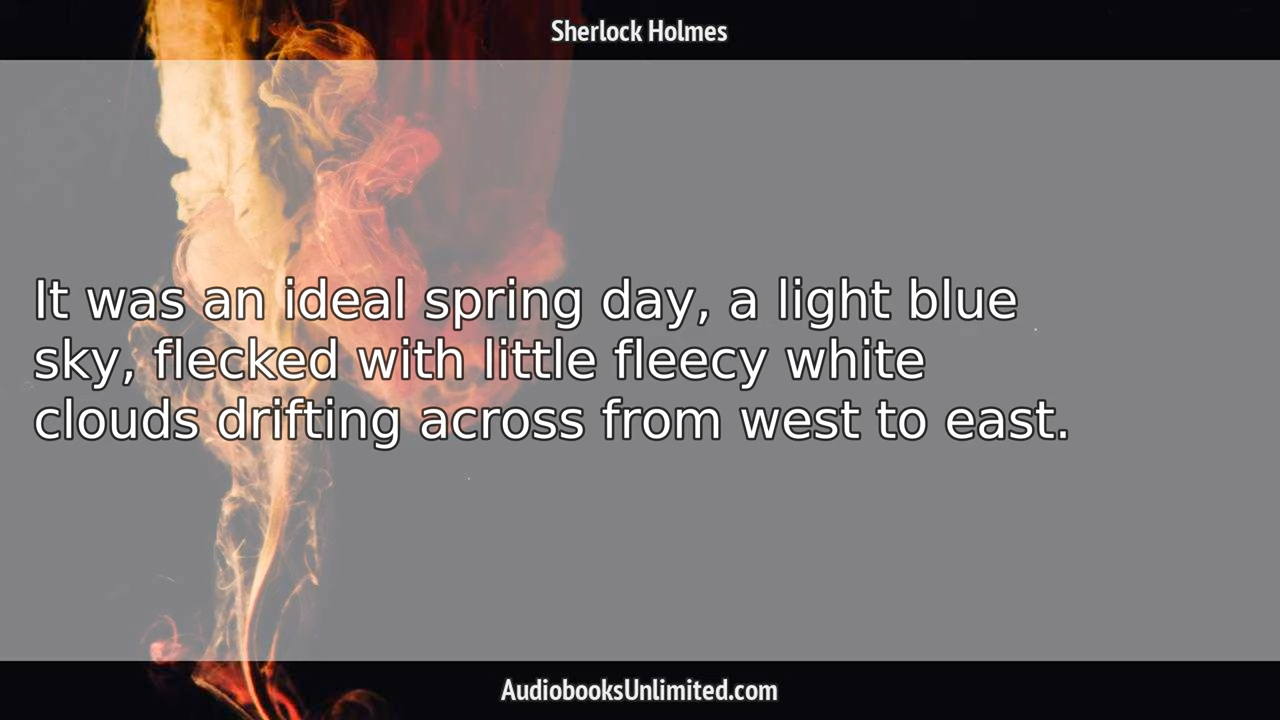 Sherlock Holmes
It was an ideal spring day, a light blue
sky, flecked with little fleecy white
clouds drifting across from west to east.
AudiobooksUnlimited.com